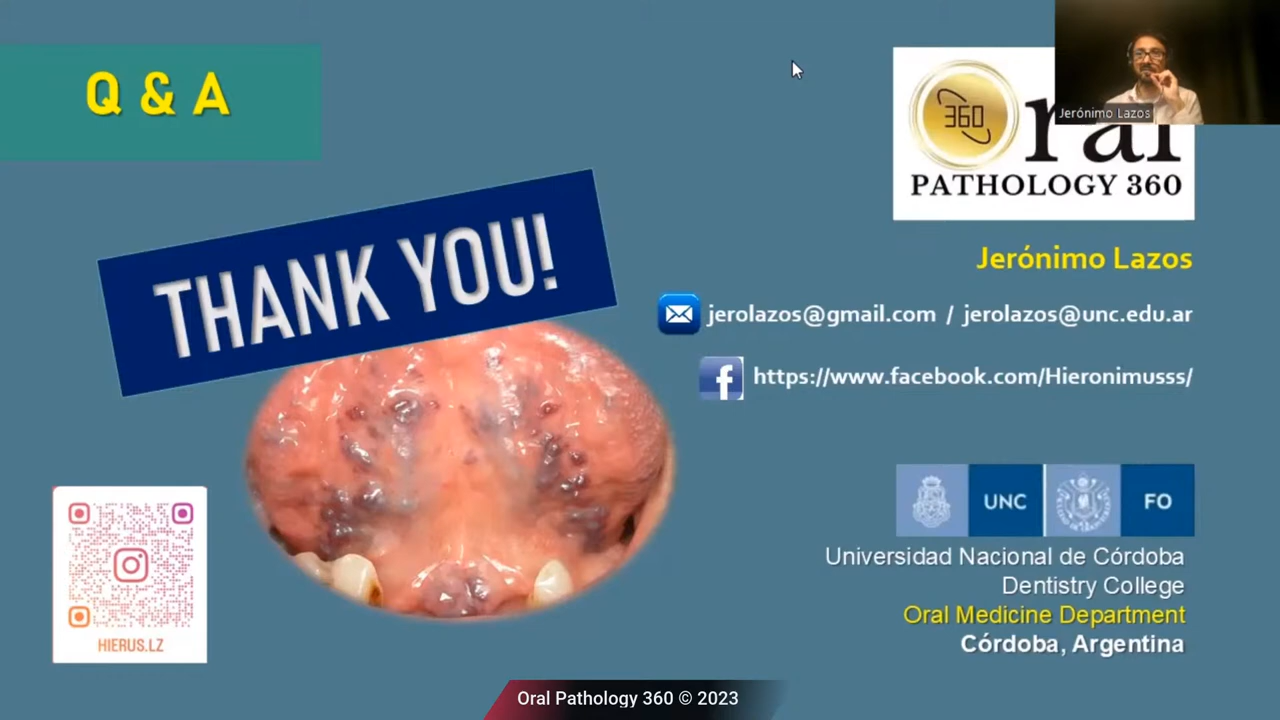 Q & A
THANK YOU!
360
Oral
PATHOLOGY 360
Jerónimo Lazos
Jerónimo Lazos
jerolazos@gmail.com / jerolazos@unc.edu.ar
f
https://www.facebook.com/Hieronimusss/
UNC
FO
Universidad Nacional de Córdoba
Dentistry College
Oral Medicine Department
Córdoba, Argentina
HIERUS.LZ
Oral Pathology 360 © 2023